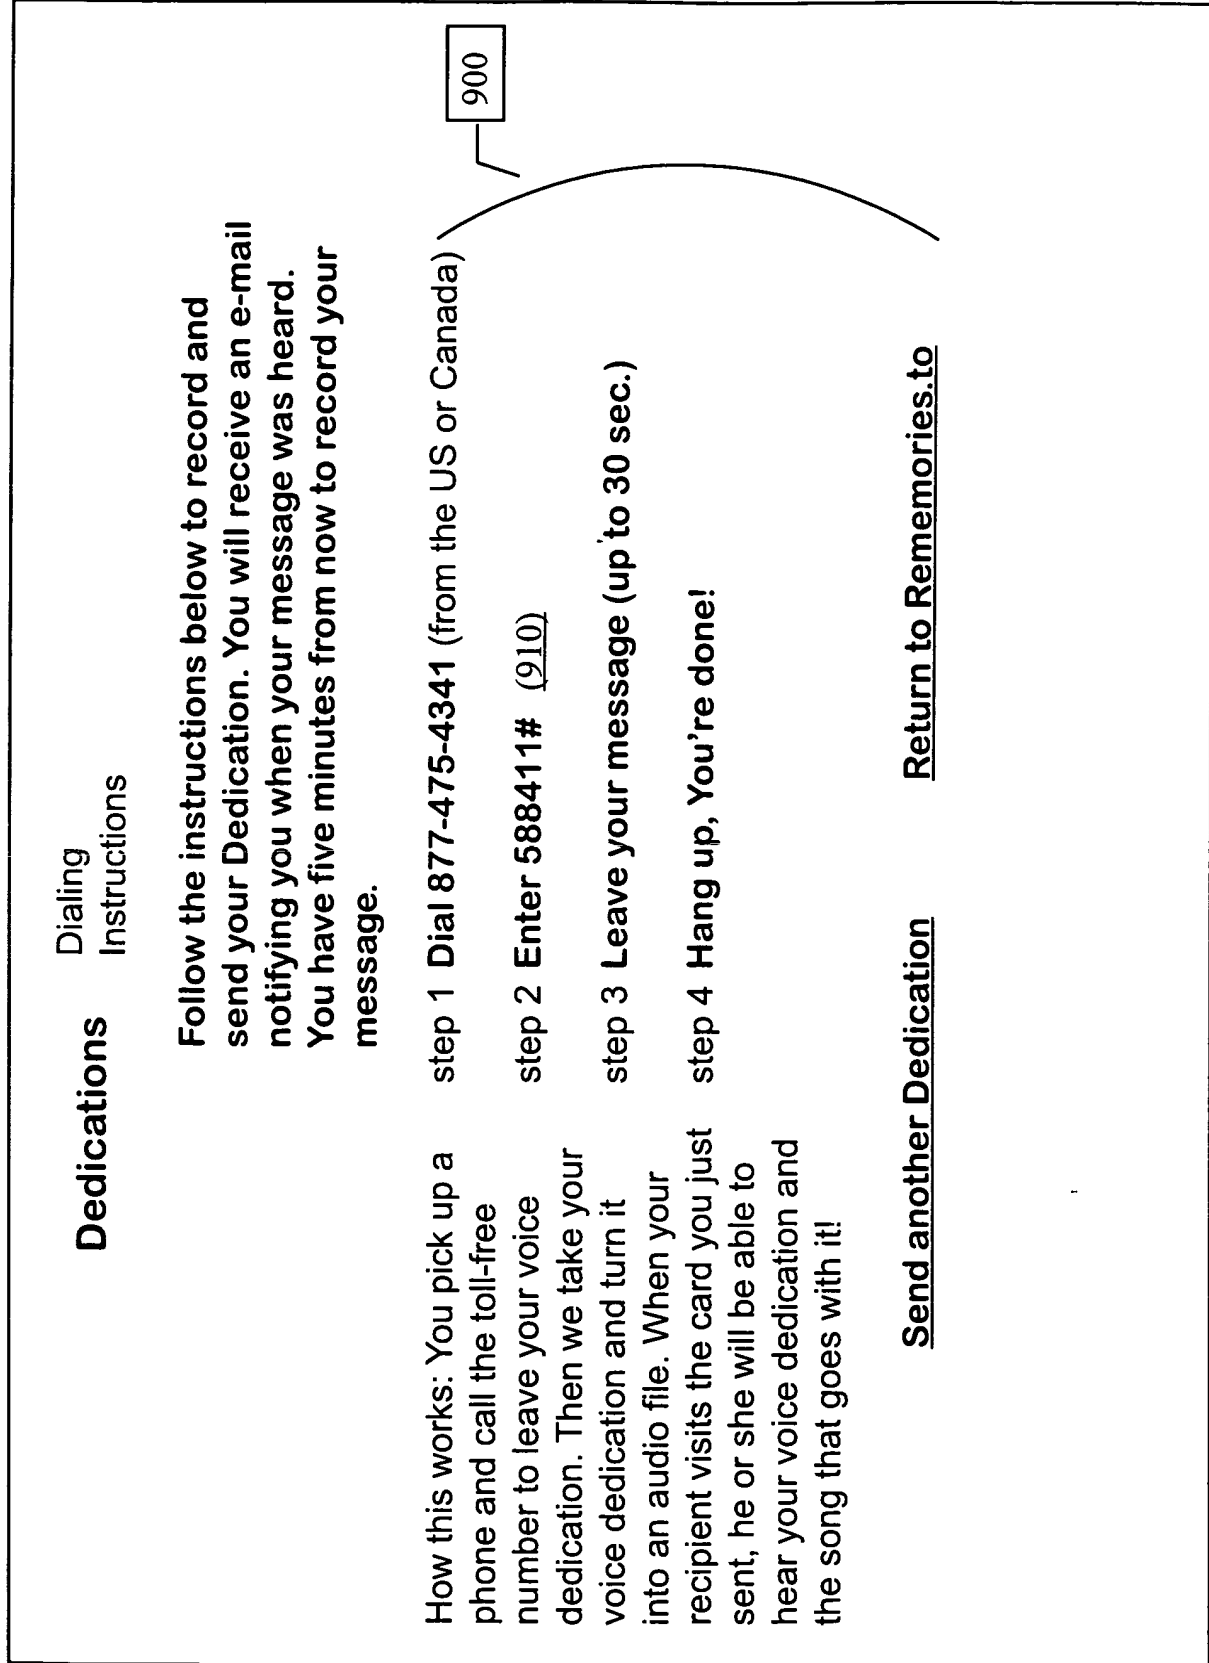 Dedications
Dialing
Instructions
Follow the instructions below to record and
send your Dedication. You will receive an e-mail
notifying you when your message was heard.
You have five minutes from now to record your
message.
How this works: You pick up a
phone and call the toll-free
number to leave your voice
dedication. Then we take your
voice dedication and turn it
into an audio file. When your
recipient visits the card you just
sent, he or she will be able to
hear your voice dedication and
the song that goes with it!
step 1 Dial 877-475-4341 (from the US or Canada)
step 2 Enter 588411# (910)
step 3 Leave your message (up to 30 sec.)
step 4 Hang up, You're done!
900
Send another Dedication
Return to Rememories.to